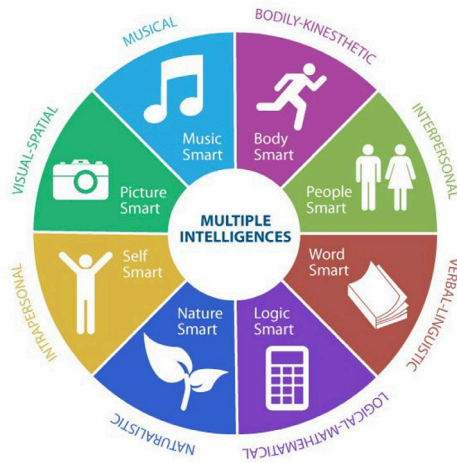 MULTIPLE
INTELLIGENCES
MUSICAL
Music
Smart
BODILY-KINESTHETIC
Body
Smart
INTERPERSONAL
People
Smart
VERBAL-LINGUISTIC
Word
Smart
LOGICAL-MATHEMATICAL
Logic
Smart
NATURALISTIC
Nature
Smart
INTRAPERSONAL
Self
Smart
VISUAL-SPATIAL
Picture
Smart